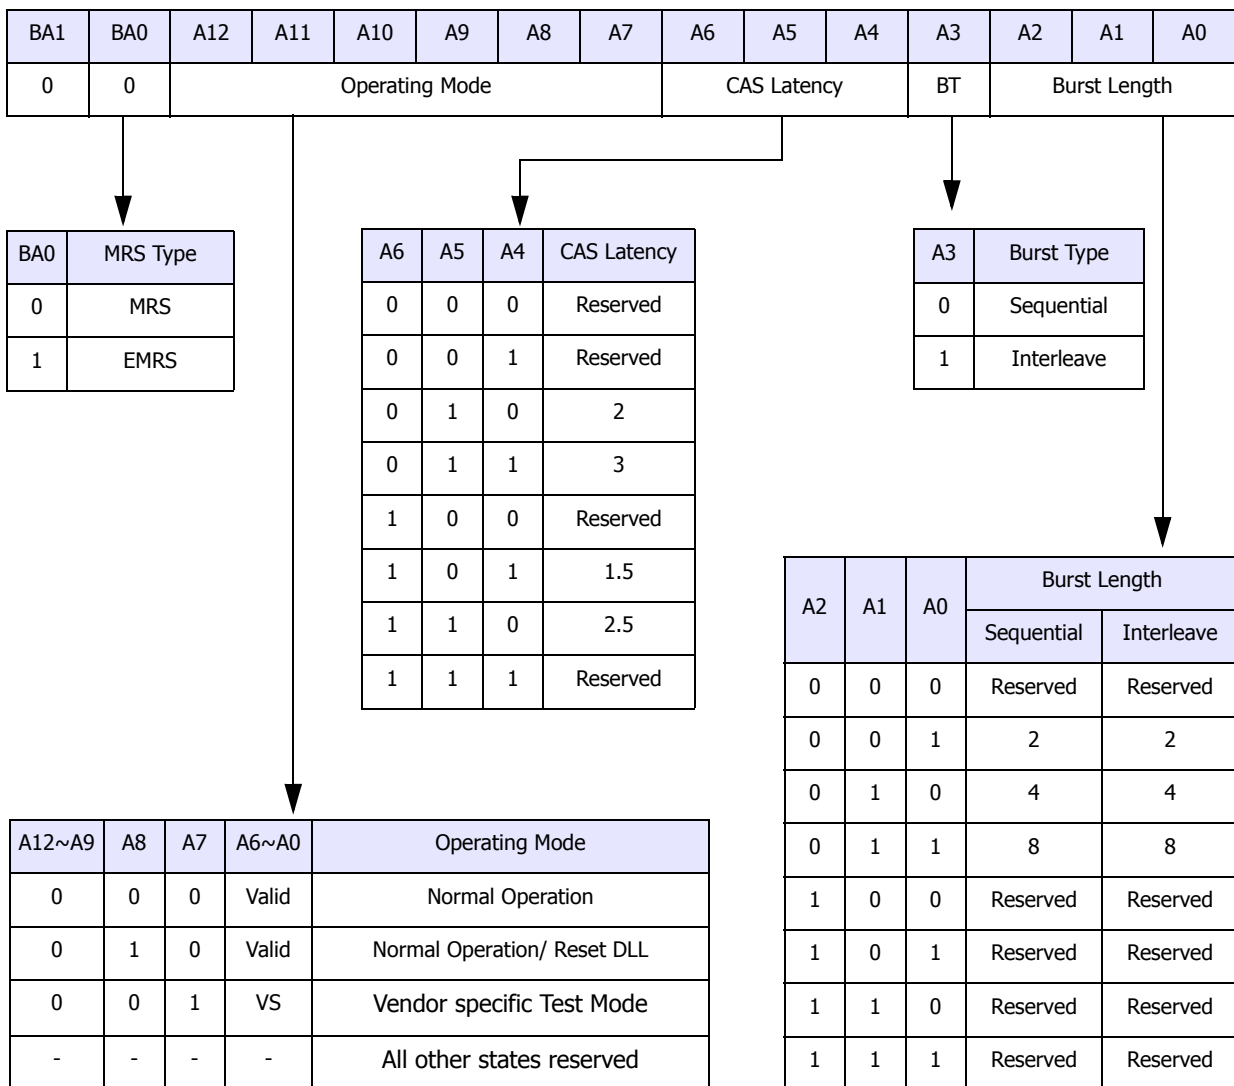 BA1 BA0 A12 A11 A10 A9 A8 A7 A6 A5 A4 A3 A2 A1 A0
0 0 Operating Mode CAS Latency BT Burst Length
BA0 MRS Type
0 MRS
1 EMRS
A6 A5 A4 CAS Latency
0 0 0 Reserved
0 0 1 Reserved
0 1 0 2
0 1 1 3
1 0 0 Reserved
1 0 1 1.5
1 1 0 2.5
1 1 1 Reserved
A3 Burst Type
0 Sequential
1 Interleave
A2 A1 A0 Burst Length
Sequential Interleave
0 0 0 Reserved Reserved
0 0 1 2 2
0 1 0 4 4
0 1 1 8 8
1 0 0 Reserved Reserved
1 0 1 Reserved Reserved
1 1 0 Reserved Reserved
1 1 1 Reserved Reserved
A12~A9 A8 A7 A6~A0 Operating Mode
0 0 0 Valid Normal Operation
0 1 0 Valid Normal Operation/ Reset DLL
0 0 1 VS Vendor specific Test Mode
- - - - All other states reserved